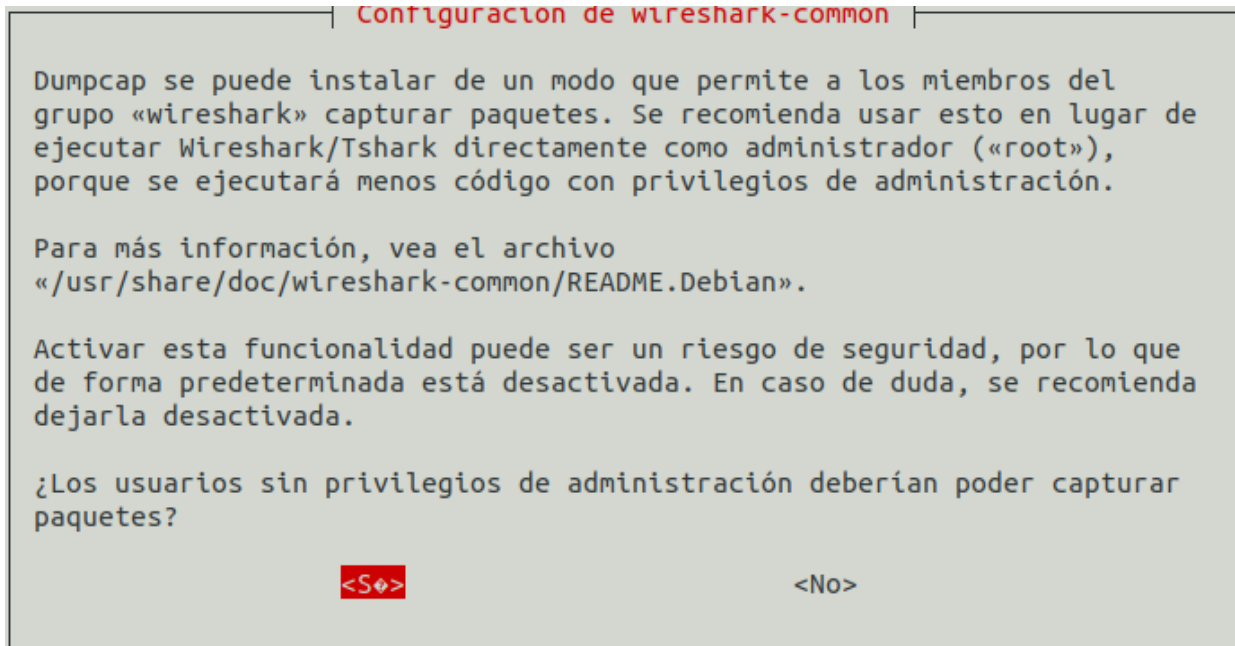 Configuración de wireshark-common
Dumpcap se puede instalar de un modo que permite a los miembros del
grupo «wireshark» capturar paquetes. Se recomienda usar esto en lugar de
ejecutar Wireshark/Tshark directamente como administrador («root»),
porque se ejecutará menos código con privilegios de administración.
Para más información, vea el archivo
«/usr/share/doc/wireshark-common/README.Debian».
Activar esta funcionalidad puede ser un riesgo de seguridad, por lo que
de forma predeterminada está desactivada. En caso de duda, se recomienda
dejarla desactivada.
¿Los usuarios sin privilegios de administración deberían poder capturar
paquetes?
<S�> <No>